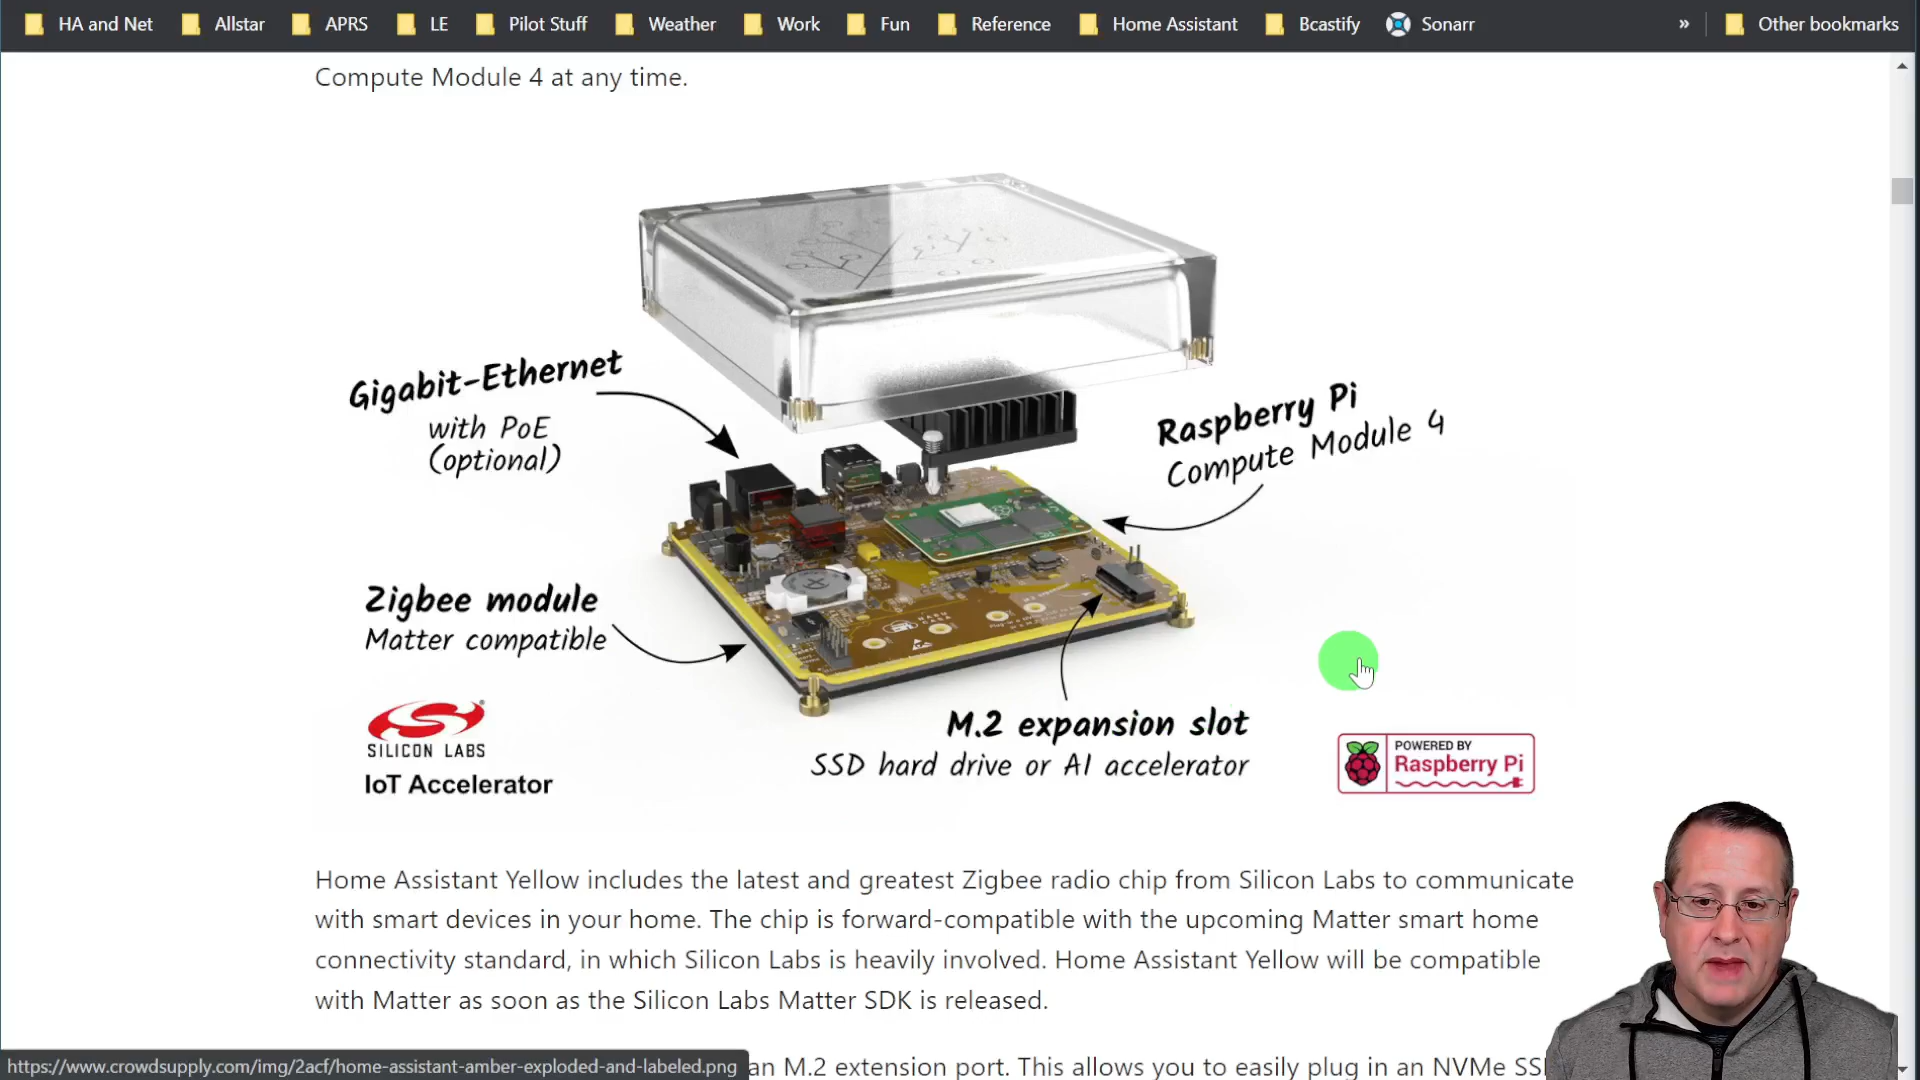 HA and Net
Allstar
APRS
LE
Pilot Stuff
Weather
Work
Fun
Reference
Home Assistant
Bcastify
Sonarr
»
Other bookmarks
Compute Module 4 at any time.
Gigabit-Ethernet
with PoE
(optional)
Raspberry Pi
Compute Module 4
Zigbee module
Matter compatible
SILICON LABS
IoT Accelerator
M.2 expansion slot
SSD hard drive or AI accelerator
POWERED BY
Raspberry Pi
Home Assistant Yellow includes the latest and greatest Zigbee radio chip from Silicon Labs to communicate
with smart devices in your home. The chip is forward-compatible with the upcoming Matter smart home
connectivity standard, in which Silicon Labs is heavily involved. Home Assistant Yellow will be compatible
with Matter as soon as the Silicon Labs Matter SDK is released.
https://www.crowdsupply.com/img/2acf/home-assistant-amber-exploded-and-labeled.png
an M.2 extension port. This allows you to easily plug in an NVMe